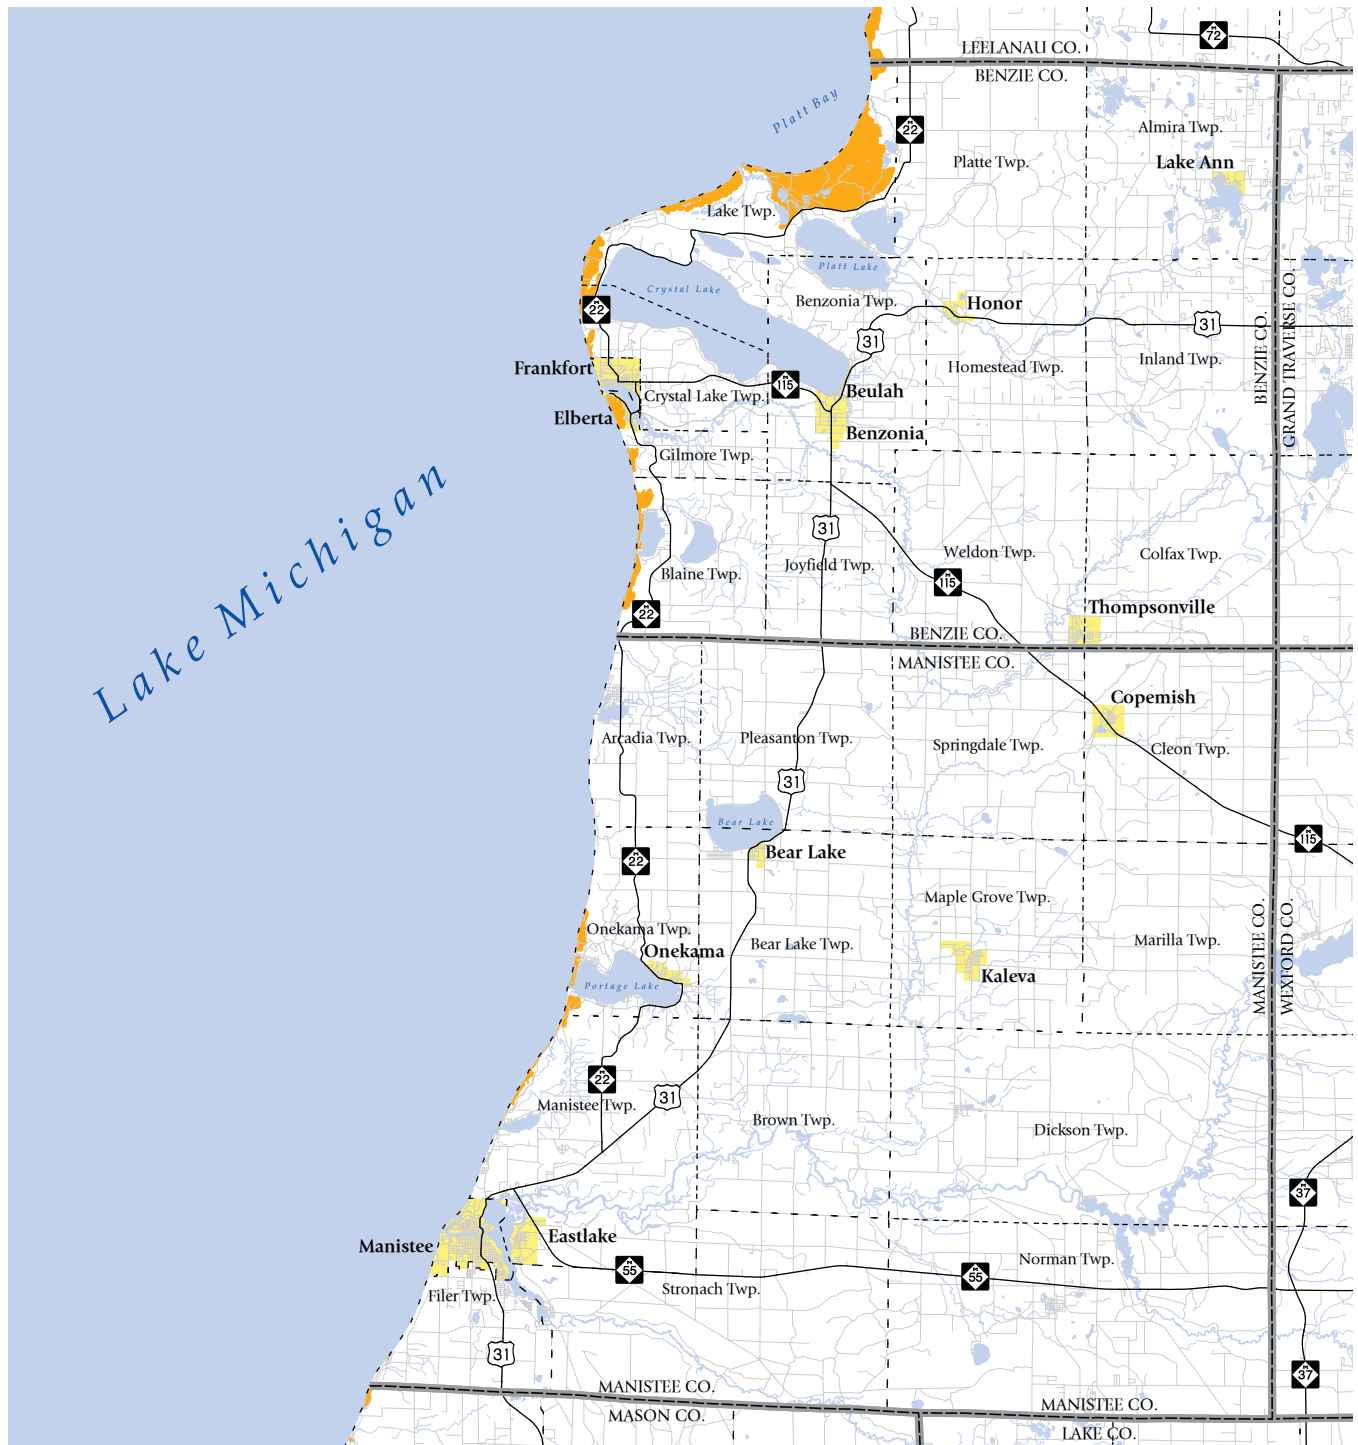 M 72
LEELANAU CO.
BENZIE CO.
Platt Bay
M 22
Almira Twp.
Platte Twp.
Lake Ann
Lake Twp.
Platt Lake
Crystal Lake
Benzonia Twp.
Honor
M 22
31
31
BENZIE CO.
GRAND TRAVERSE CO.
Frankfort
Homestead Twp.
Inland Twp.
M 115
Crystal Lake Twp.
Beulah
Elberta
Benzonia
Gilmore Twp.
Lake Michigan
31
Weldon Twp.
Colfax Twp.
Joyfield Twp.
Blaine Twp.
M 115
Thompsonville
M 22
BENZIE CO.
MANISTEE CO.
Copemish
Arcadia Twp.
Pleasanton Twp.
Springdale Twp.
Cleon Twp.
31
Bear Lake
M 115
Bear Lake
M 22
Maple Grove Twp.
MANISTEE CO.
WEXFORD CO.
Onekama Twp.
Onekama
Bear Lake Twp.
Marilla Twp.
Kaleva
Portage Lake
M 22
31
Manistee Twp.
Brown Twp.
Dickson Twp.
M 37
Manistee
Eastlake
Norman Twp.
M 55
M 55
Stronach Twp.
Filer Twp.
31
M 37
MANISTEE CO.
MASON CO.
MANISTEE CO.
LAKE CO.